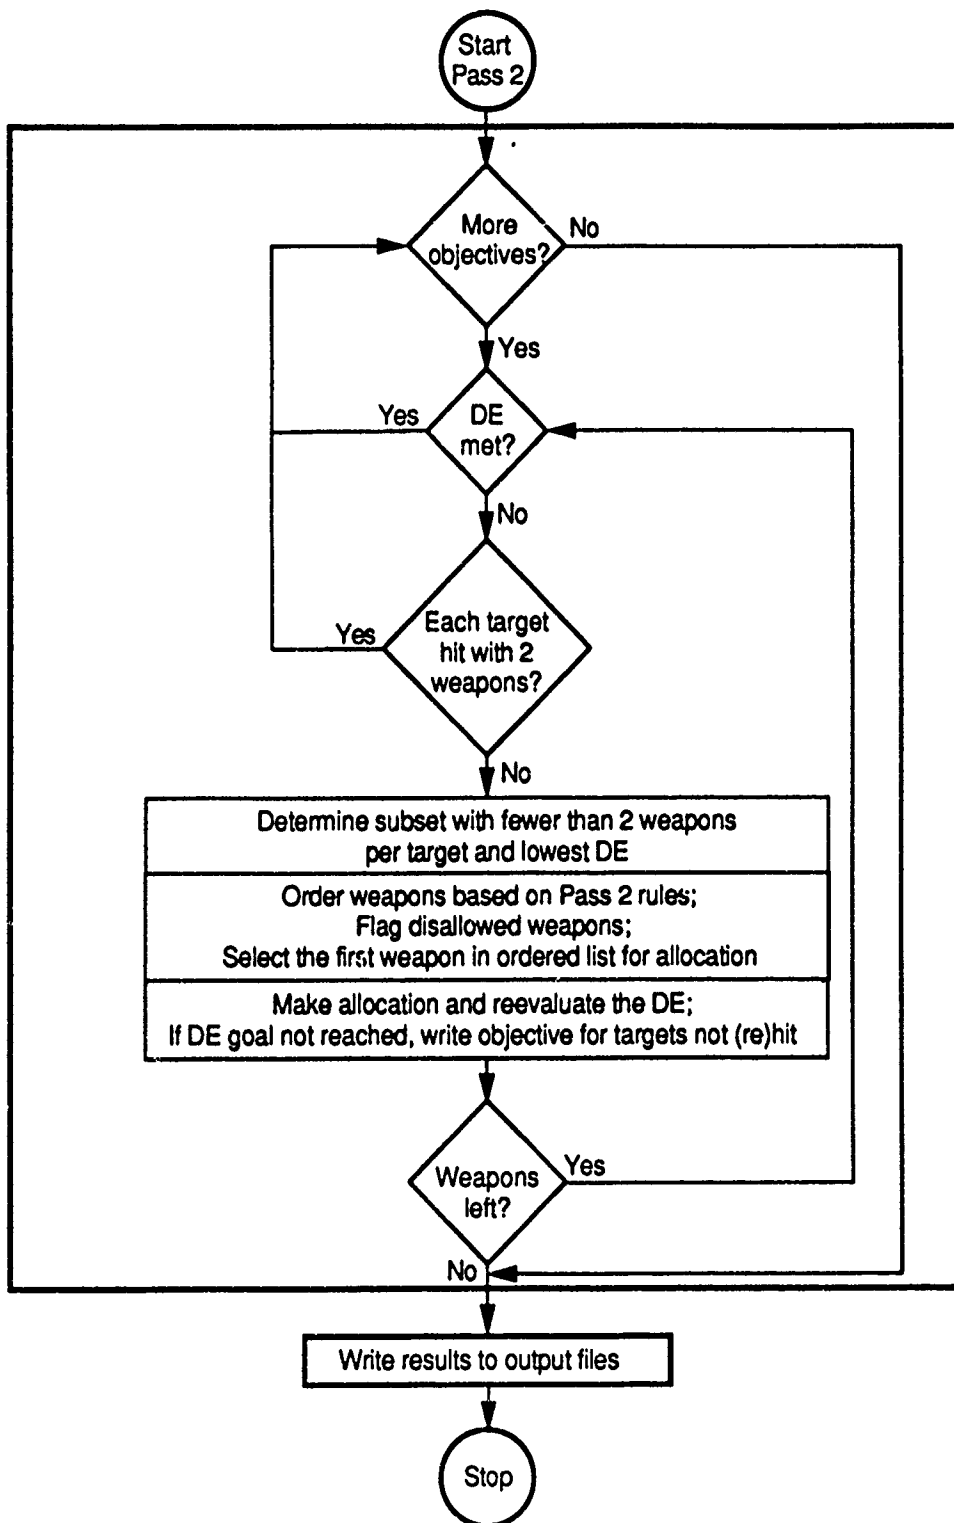 Start
Pass 2
More
objectives?
No
Yes
DE
met?
Yes
No
Each target
hit with 2
weapons?
Yes
No
Determine subset with fewer than 2 weapons
per target and lowest DE
Order weapons based on Pass 2 rules;
Flag disallowed weapons;
Select the first weapon in ordered list for allocation
Make allocation and reevaluate the DE;
If DE goal not reached, write objective for targets not (re)hit
Weapons
left?
Yes
No
Write results to output files
Stop